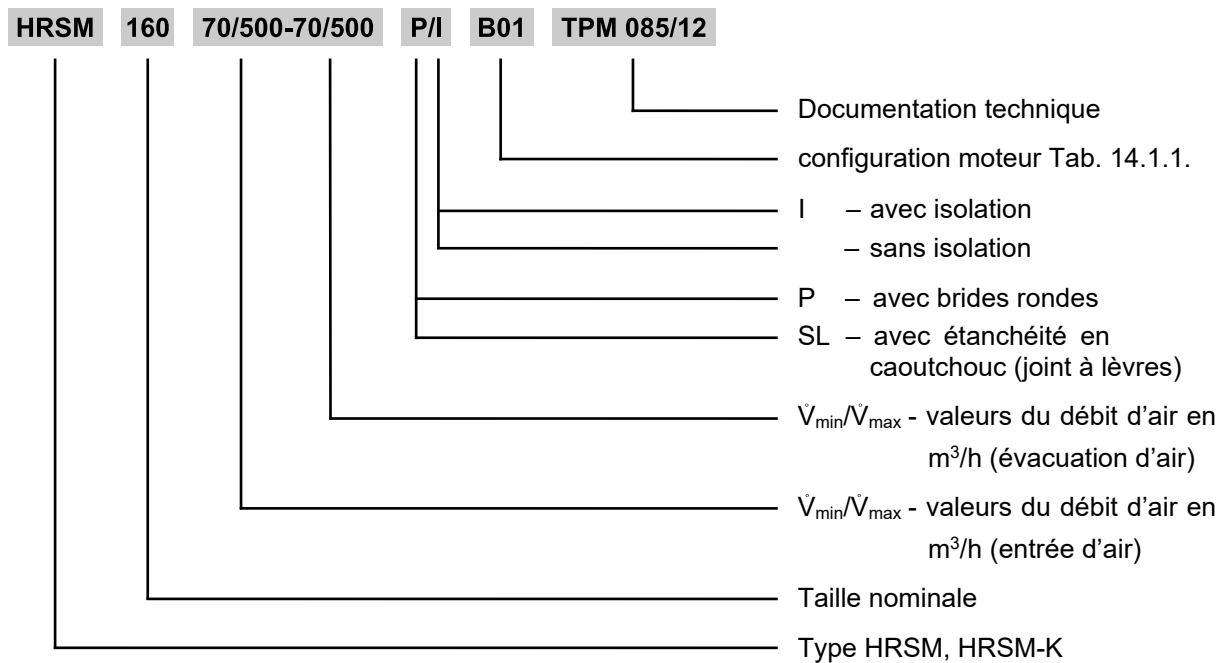 HRSM 160 70/500-70/500 P/I B01 TPM 085/12
Documentation technique
configuration moteur Tab. 14.1.1.
I – avec isolation
– sans isolation
P – avec brides rondes
SL – avec étanchéité en
caoutchouc (joint à lèvres)
V̊min/V̊max - valeurs du débit d’air en
m³/h (évacuation d’air)
V̊min/V̊max - valeurs du débit d’air en
m³/h (entrée d’air)
Taille nominale
Type HRSM, HRSM-K